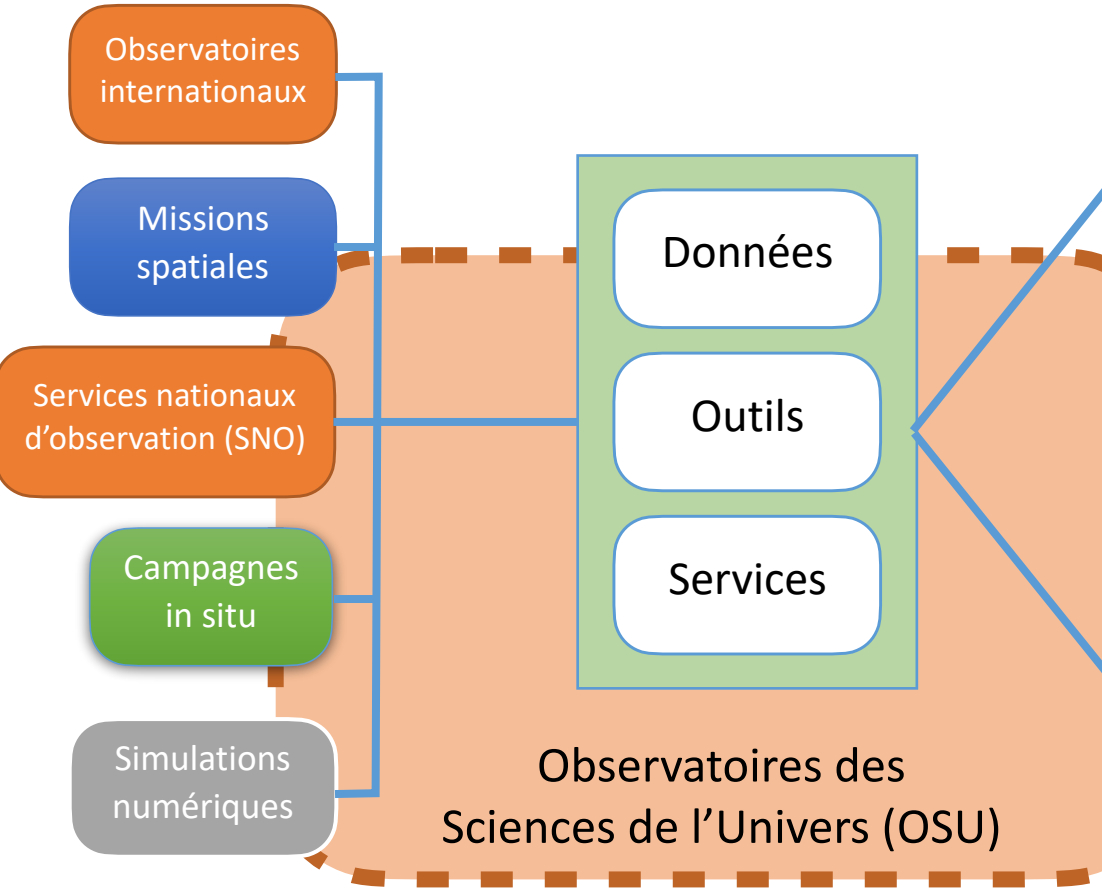 Observatoires
internationaux
Missions
spatiales
Services nationaux
d’observation (SNO)
Campagnes
in situ
Simulations
numériques
Données
Outils
Services
Observatoires des
Sciences de l’Univers (OSU)